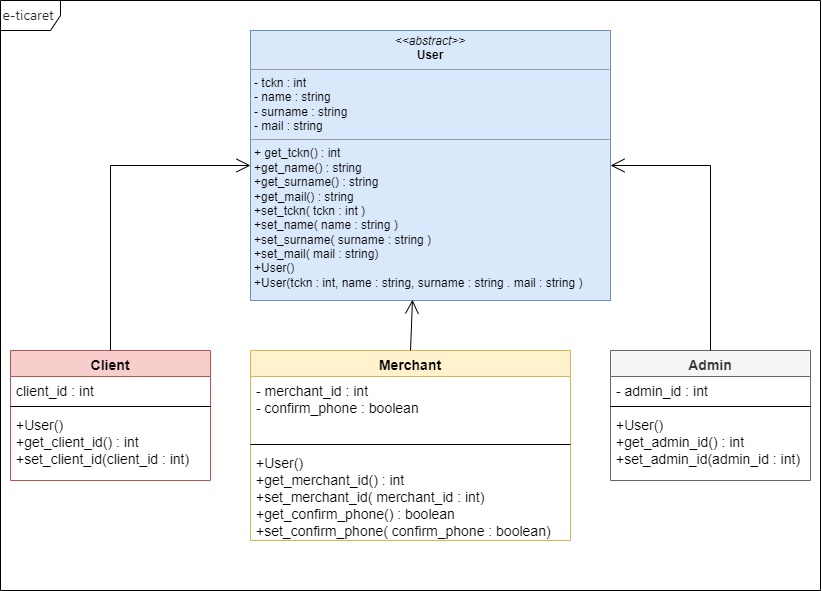 e-ticaret
<<abstract>>
User
- tckn : int
- name : string
- surname : string
- mail : string
+ get_tckn() : int
+get_name() : string
+get_surname() : string
+get_mail() : string
+set_tckn( tckn : int )
+set_name( name : string )
+set_surname( surname : string )
+set_mail( mail : string)
+User()
+User(tckn : int, name : string, surname : string . mail : string )
Client
client_id : int
+User()
+get_client_id() : int
+set_client_id(client_id : int)
Merchant
- merchant_id : int
- confirm_phone : boolean
+User()
+get_merchant_id() : int
+set_merchant_id( merchant_id : int)
+get_confirm_phone() : boolean
+set_confirm_phone( confirm_phone : boolean)
Admin
- admin_id : int
+User()
+get_admin_id() : int
+set_admin_id(admin_id : int)